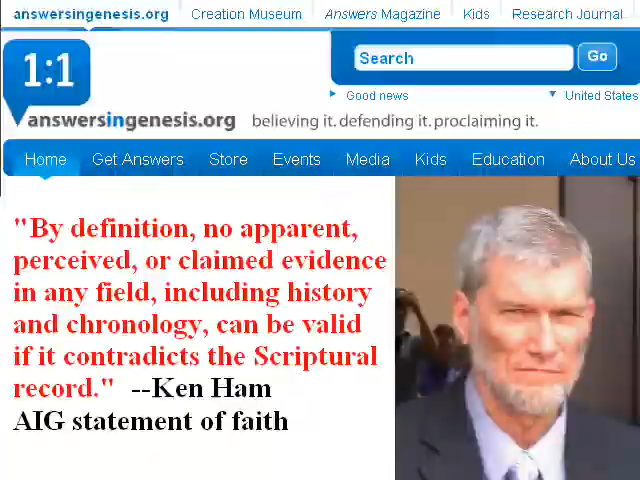 answersingenesis.org Creation Museum Answers Magazine Kids Research Journal
1:1
Search Go
Good news United States
answersingenesis.org believing it. defending it. proclaiming it.
Home Get Answers Store Events Media Kids Education About Us
"By definition, no apparent,
perceived, or claimed evidence
in any field, including history
and chronology, can be valid
if it contradicts the Scriptural
record." --Ken Ham
AIG statement of faith